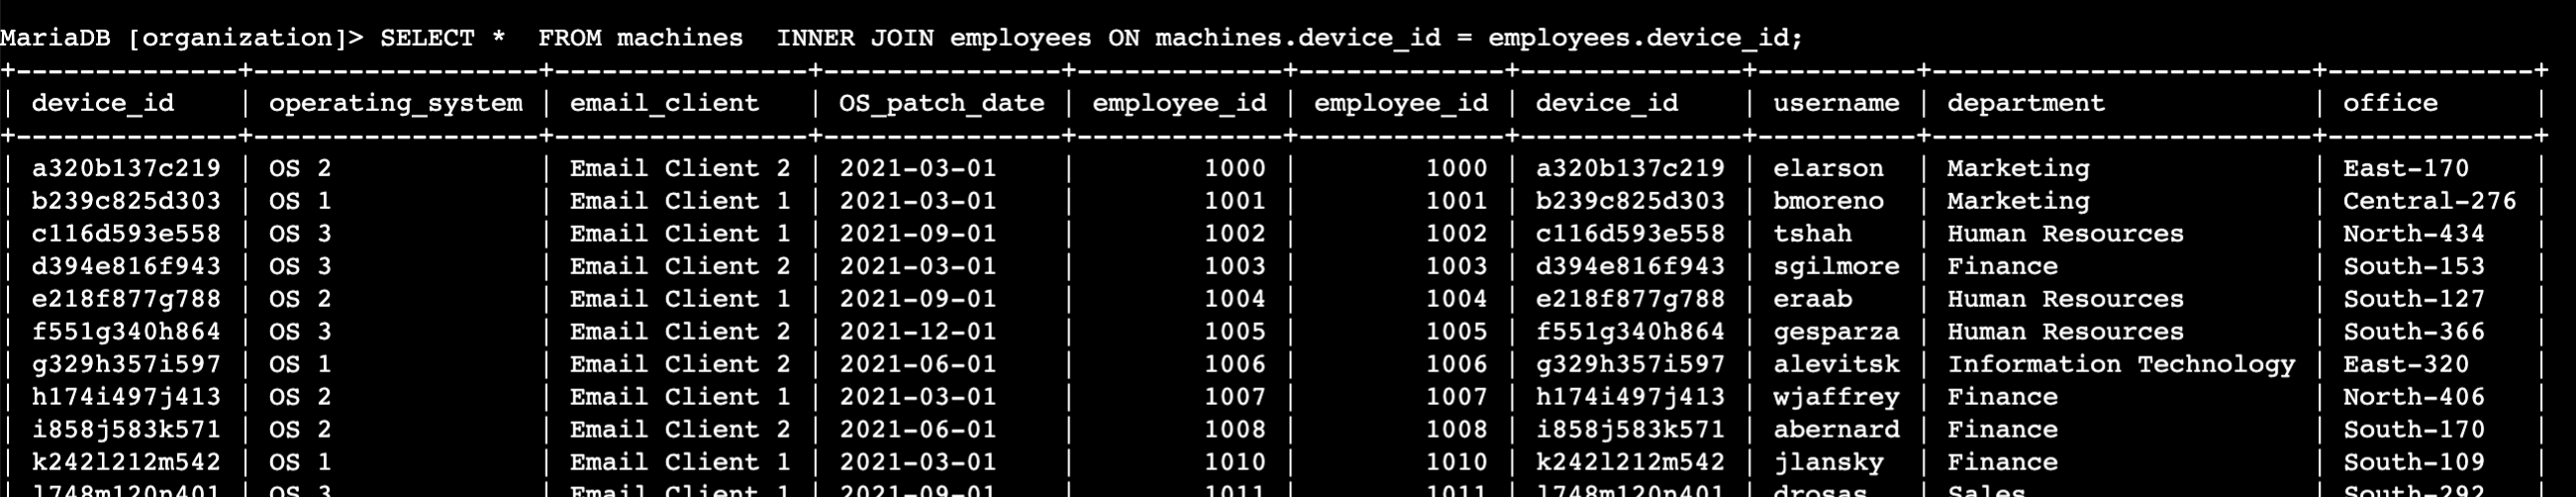 MariaDB [organization]> SELECT *  FROM machines  INNER JOIN employees ON machines.device_id = employees.device_id;
+--------------+------------------+----------------+---------------+-------------+-------------+--------------+----------+------------------------+-------------+
| device_id    | operating_system | email_client   | OS_patch_date | employee_id | employee_id | device_id    | username | department             | office      |
+--------------+------------------+----------------+---------------+-------------+-------------+--------------+----------+------------------------+-------------+
| a320b137c219 | OS 2             | Email Client 2 | 2021-03-01    |        1000 |        1000 | a320b137c219 | elarson  | Marketing              | East-170    |
| b239c825d303 | OS 1             | Email Client 1 | 2021-03-01    |        1001 |        1001 | b239c825d303 | bmoreno  | Marketing              | Central-276 |
| c116d593e558 | OS 3             | Email Client 1 | 2021-09-01    |        1002 |        1002 | c116d593e558 | tshah    | Human Resources        | North-434   |
| d394e816f943 | OS 3             | Email Client 2 | 2021-03-01    |        1003 |        1003 | d394e816f943 | sgilmore | Finance                | South-153   |
| e218f877g788 | OS 2             | Email Client 1 | 2021-09-01    |        1004 |        1004 | e218f877g788 | eraab    | Human Resources        | South-127   |
| f551g340h864 | OS 3             | Email Client 2 | 2021-12-01    |        1005 |        1005 | f551g340h864 | gesparza | Human Resources        | South-366   |
| g329h357i597 | OS 1             | Email Client 2 | 2021-06-01    |        1006 |        1006 | g329h357i597 | alevitsk | Information Technology | East-320    |
| h174i497j413 | OS 2             | Email Client 1 | 2021-03-01    |        1007 |        1007 | h174i497j413 | wjaffrey | Finance                | North-406   |
| i858j583k571 | OS 2             | Email Client 2 | 2021-06-01    |        1008 |        1008 | i858j583k571 | abernard | Finance                | South-170   |
| k242l212m542 | OS 1             | Email Client 1 | 2021-03-01    |        1010 |        1010 | k242l212m542 | jlansky  | Finance                | South-109   |
| l748m120n401 | OS 3             | Email Client 1 | 2021-09-01    |        1011 |        1011 | l748m120n401 | drosas   | Sales                  | South-292   |